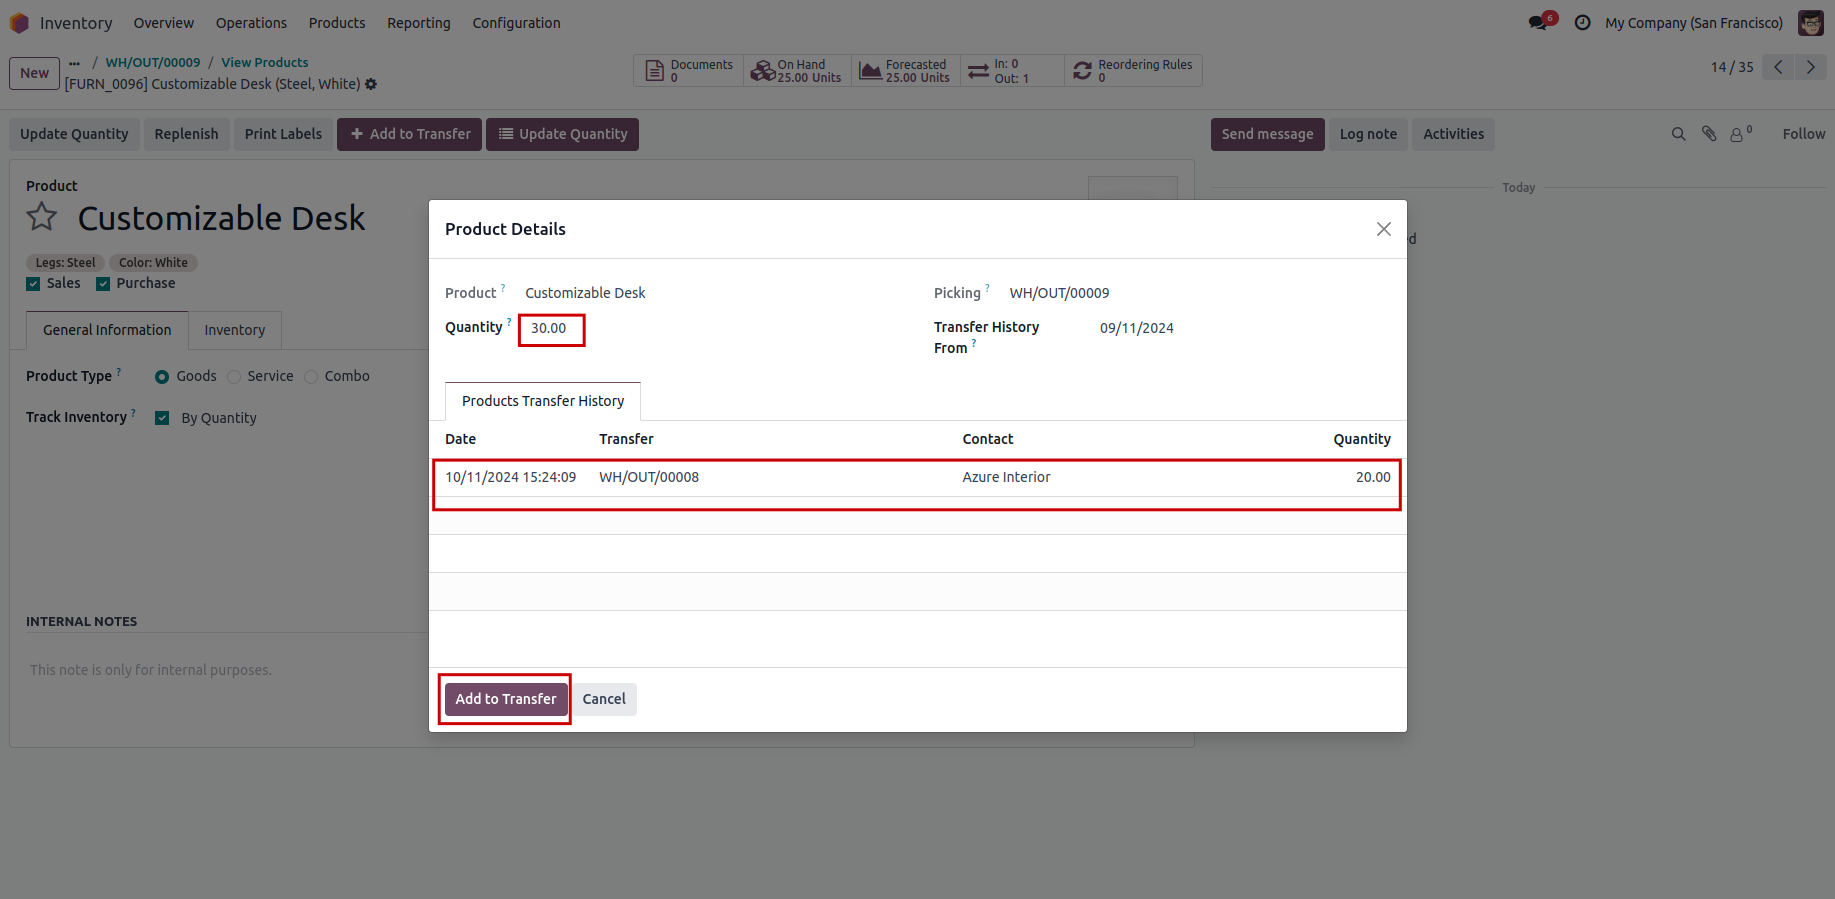 Inventory Overview Operations Products Reporting Configuration 6 My Company (San Francisco)
New ... / WH/OUT/00009 / View Products
[FURN_0096] Customizable Desk (Steel, White)
Documents
0
On Hand
25.00 Units
Forecasted
25.00 Units
In: 0
Out: 1
Reordering Rules
0
14 / 35
Update Quantity Replenish Print Labels Add to Transfer Update Quantity
Send message Log note Activities 0 Follow
Today
Product
Customizable Desk
Legs: Steel Color: White
Sales Purchase
General Information Inventory
Product Type ? Goods Service Combo
Track Inventory ? By Quantity
INTERNAL NOTES
This note is only for internal purposes.
Product Details
Product ? Customizable Desk
Picking ? WH/OUT/00009
Quantity ? 30.00
Transfer History From ? 09/11/2024
Products Transfer History
Date Transfer Contact Quantity
10/11/2024 15:24:09 WH/OUT/00008 Azure Interior 20.00
Add to Transfer Cancel